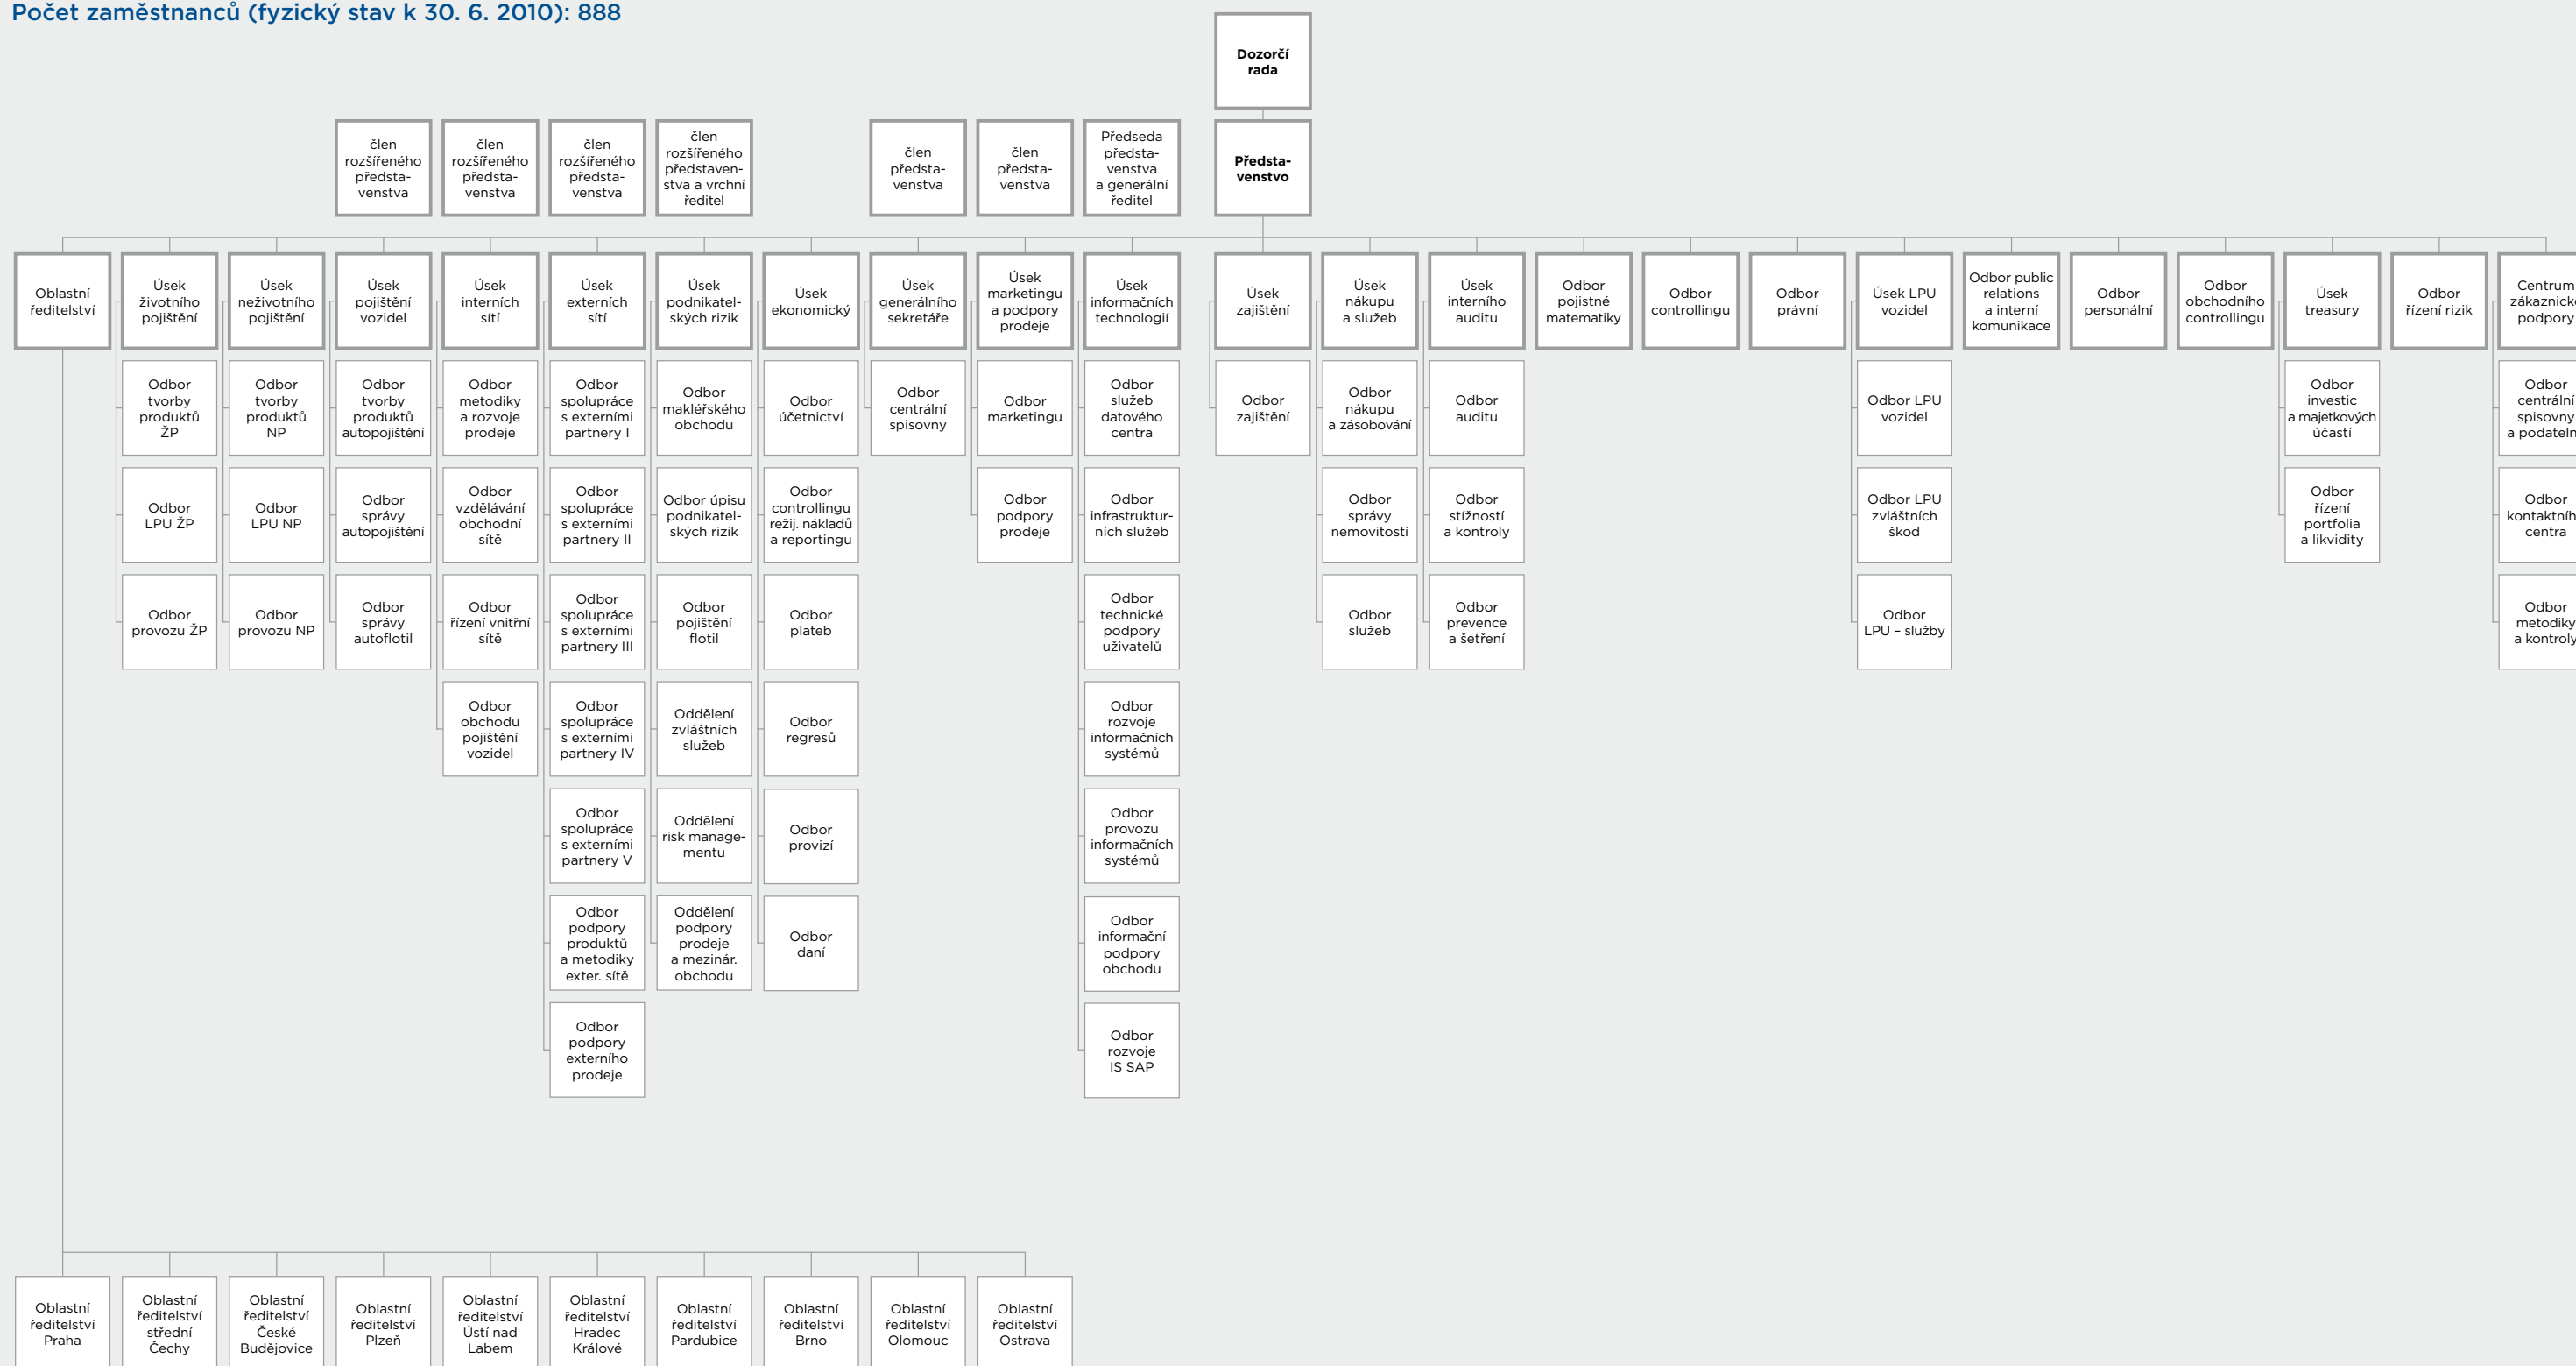 Počet zaměstnanců (fyzický stav k 30. 6. 2010): 888
Dozorčí
rada
člen
rozšířeného
předsta-
venstva
člen
rozšířeného
předsta-
venstva
člen
rozšířeného
předsta-
venstva
člen
rozšířeného
představen-
stva a vrchní
ředitel
člen
předsta-
venstva
člen
předsta-
venstva
Předseda
předsta-
venstva
a generální
ředitel
Předsta-
venstvo
Oblastní
ředitelství
Úsek
životního
pojištění
Úsek
neživotního
pojištění
Úsek
pojištění
vozidel
Úsek
interních
sítí
Úsek
externích
sítí
Úsek
podnikatel-
ských rizik
Úsek
ekonomický
Úsek
generálního
sekretáře
Úsek
marketingu
a podpory
prodeje
Úsek
informačních
technologií
Úsek
zajištění
Úsek
nákupu
a služeb
Úsek
interního
auditu
Odbor
pojistné
matematiky
Odbor
controllingu
Odbor
právní
Úsek LPU
vozidel
Odbor public
relations
a interní
komunikace
Odbor
personální
Odbor
obchodního
controllingu
Úsek
treasury
Odbor
řízení rizik
Centrum
podpory
Odbor
tvorby
produktů
ŽP
Odbor
tvorby
produktů
NP
Odbor
tvorby
produktů
autopojištění
Odbor
metodiky
a rozvoje
prodeje
Odbor
spolupráce
s externími
partnery I
Odbor
makléřského
obchodu
Odbor
účetnictví
Odbor
centrální
spisovny
Odbor
marketingu
Odbor
služeb
datového
centra
Odbor
zajištění
Odbor
nákupu
a zásobování
Odbor
auditu
Odbor LPU
vozidel
Odbor
investic
a majetkových
účastí
Odbor
centrální
spisovny
a
Odbor
LPU ŽP
Odbor
LPU NP
Odbor
správy
autopojištění
Odbor
vzdělávání
obchodní
sítě
Odbor
spolupráce
s externími
partnery II
Odbor úpisu
podnikatel-
ských rizik
Odbor
controllingu
režij. nákladů
a reportingu
Odbor
podpory
prodeje
Odbor
infrastruktur-
ních služeb
Odbor
správy
nemovitostí
Odbor
stížností
a kontroly
Odbor LPU
zvláštních
škod
Odbor
řízení
portfolia
a likvidity
Odbor
centra
Odbor
provozu ŽP
Odbor
provozu NP
Odbor
správy
autoflotil
Odbor
řízení vnitřní
sítě
Odbor
spolupráce
s externími
partnery III
Odbor
pojištění
flotil
Odbor
plateb
Odbor
technické
podpory
uživatelů
Odbor
služeb
Odbor
prevence
a šetření
Odbor
LPU – služby
Odbor
metodiky
a kontroly
Odbor
obchodu
pojištění
vozidel
Odbor
spolupráce
s externími
partnery IV
Oddělení
zvláštních
služeb
Odbor
regresů
Odbor
rozvoje
informačních
systémů
Odbor
spolupráce
s externími
partnery V
Oddělení
risk manage-
mentu
Odbor
provizí
Odbor
provozu
informačních
systémů
Odbor
podpory
produktů
a metodiky
exter. sítě
Oddělení
podpory
prodeje
a mezinár.
obchodu
Odbor
daní
Odbor
informační
podpory
obchodu
Odbor
podpory
externího
prodeje
Odbor
rozvoje
IS SAP
Oblastní
ředitelství
Praha
Oblastní
ředitelství
střední
Čechy
Oblastní
ředitelství
České
Budějovice
Oblastní
ředitelství
Plzeň
Oblastní
ředitelství
Ústí nad
Labem
Oblastní
ředitelství
Hradec
Králové
Oblastní
ředitelství
Pardubice
Oblastní
ředitelství
Brno
Oblastní
ředitelství
Olomouc
Oblastní
ředitelství
Ostrava